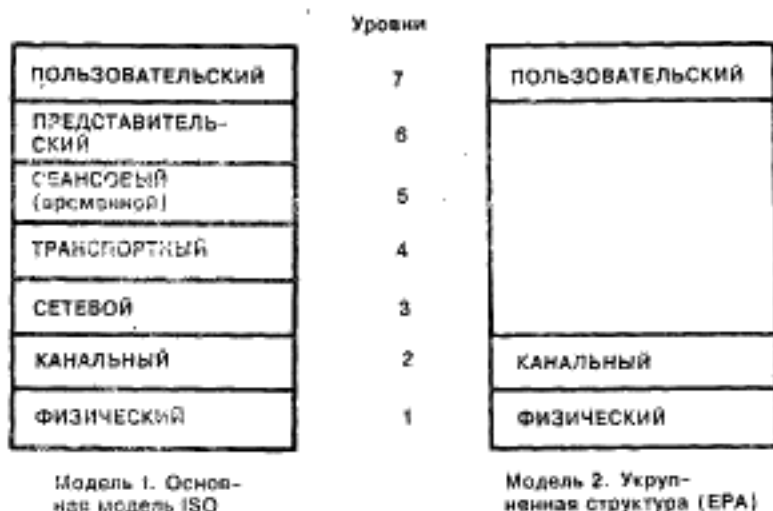 Уровни
ПОЛЬЗОВАТЕЛЬСКИЙ 7 ПОЛЬЗОВАТЕЛЬСКИЙ
ПРЕДСТАВИТЕЛЬ-
СКИЙ 6
СЕАНСОВЫЙ
(временной) 5
ТРАНСПОРТНЫЙ 4
СЕТЕВОЙ 3
КАНАЛЬНЫЙ 2 КАНАЛЬНЫЙ
ФИЗИЧЕСКИЙ 1 ФИЗИЧЕСКИЙ
Модель 1. Основ-
ная модель ISO
Модель 2. Укруп-
ненная структура (EPA)